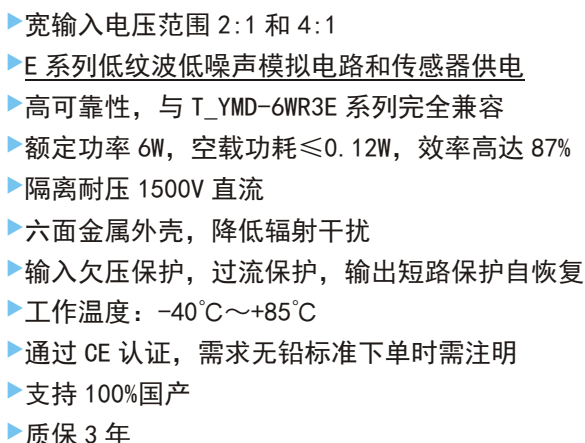 宽输入电压范围 2:1 和 4:1
E 系列低纹波低噪声模拟电路和传感器供电
高可靠性，与 T_YMD-6WR3E 系列完全兼容
额定功率 6W，空载功耗≤0.12W，效率高达 87%
隔离耐压 1500V 直流
六面金属外壳，降低辐射干扰
输入欠压保护，过流保护，输出短路保护自恢复
工作温度：-40℃～+85℃
通过 CE 认证，需求无铅标准下单时需注明
支持 100%国产
质保 3 年